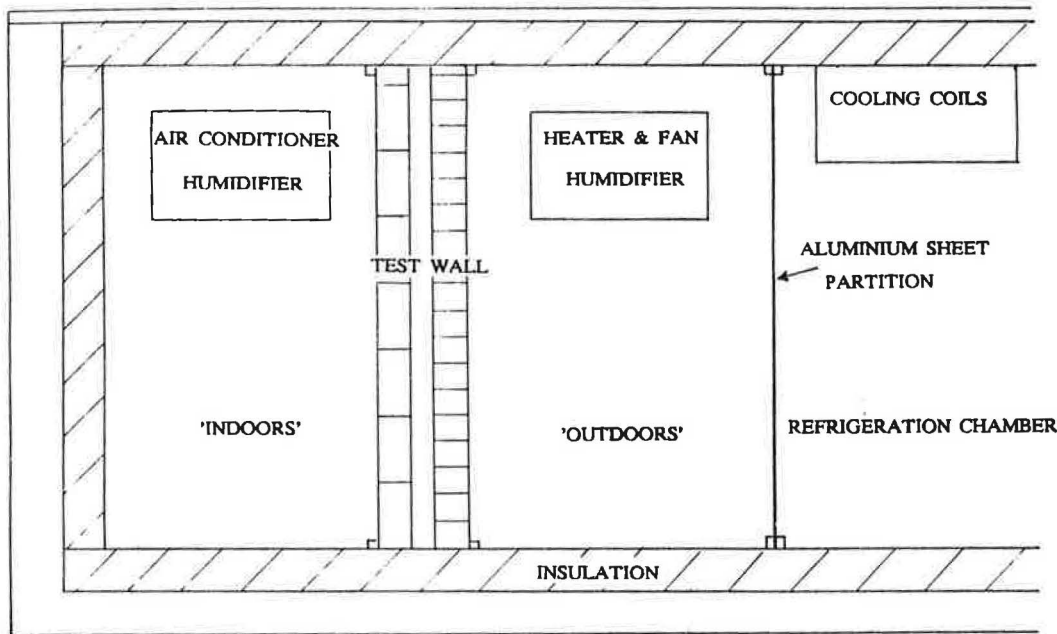 AIR CONDITIONER
HUMIDIFIER
HEATER & FAN
HUMIDIFIER
COOLING COILS
TEST WALL
ALUMINIUM SHEET
PARTITION
'INDOORS'
'OUTDOORS'
REFRIGERATION CHAMBER
INSULATION